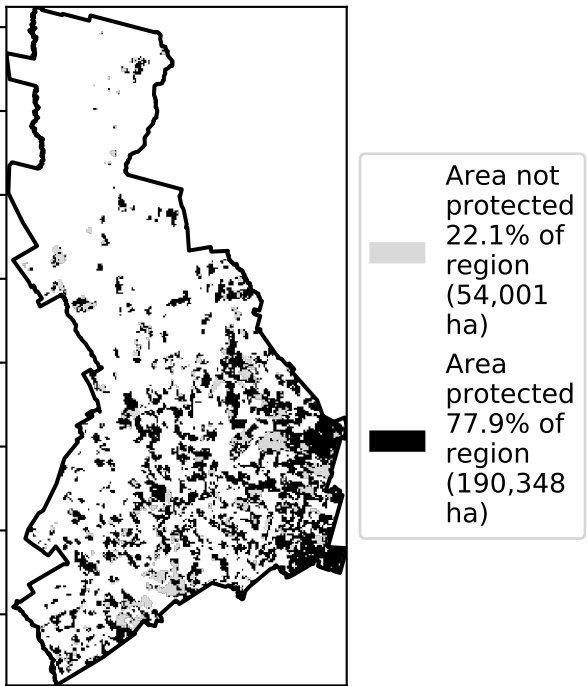 Area not
protected
22.1% of
region
(54,001
ha)
Area
protected
77.9% of
region
(190,348
ha)